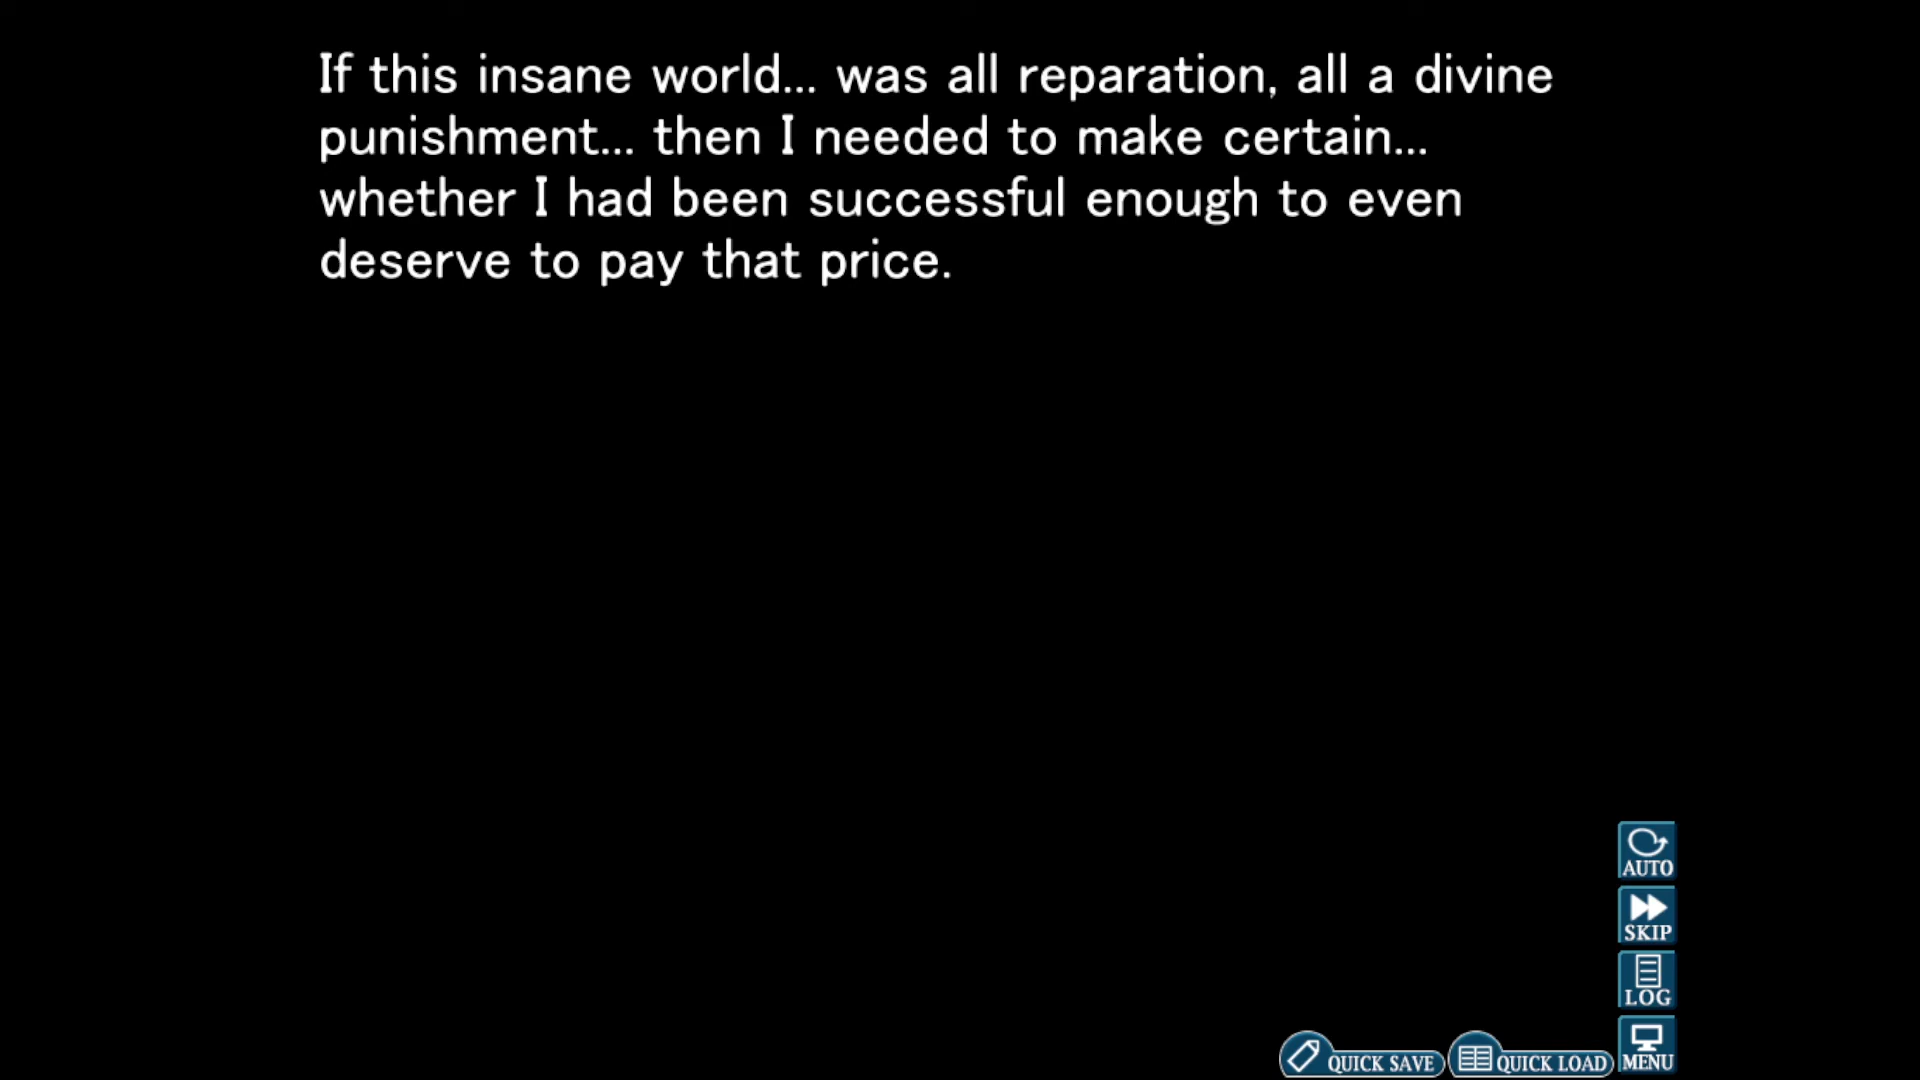 If this insane world... was all reparation, all a divine
punishment... then I needed to make certain...
whether I had been successful enough to even
deserve to pay that price.
AUTO
SKIP
LOG
QUICK SAVE QUICK LOAD MENU